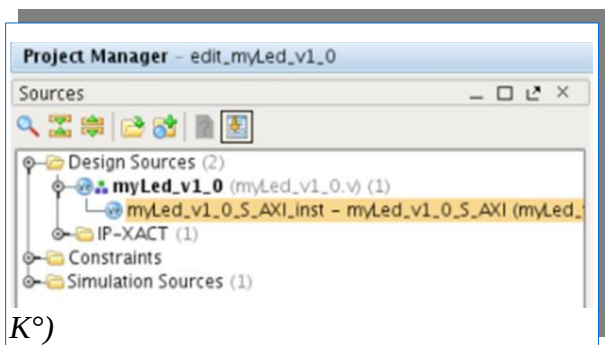 Project Manager – edit_myLed_v1_0
Sources
Design Sources (2)
myLed_v1_0 (myLed_v1_0.v) (1)
myLed_v1_0_S_AXI_inst – myLed_v1_0_S_AXI (myLed_
IP-XACT (1)
Constraints
Simulation Sources (1)
K°)